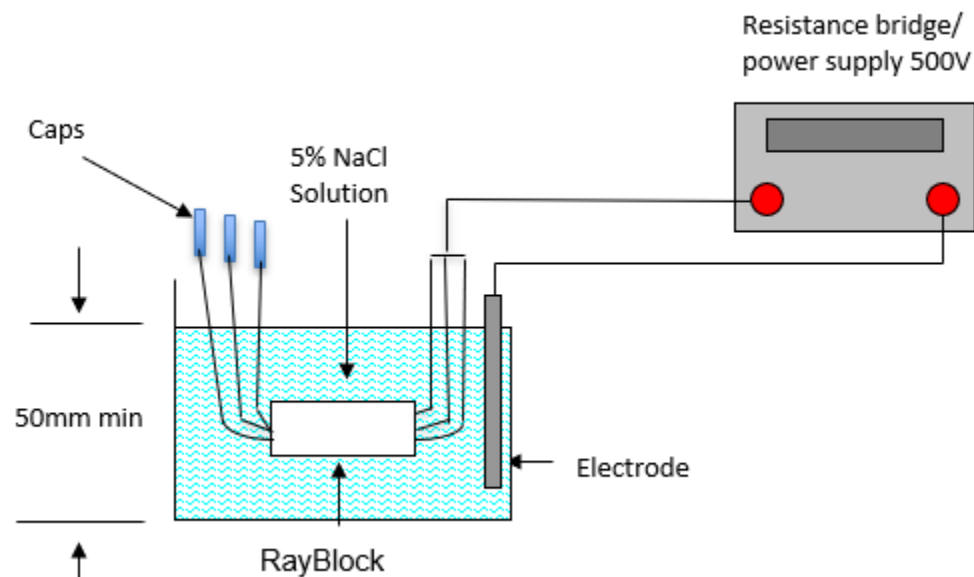 Resistance bridge/
power supply 500V
Caps
5% NaCl
Solution
50mm min
Electrode
RayBlock